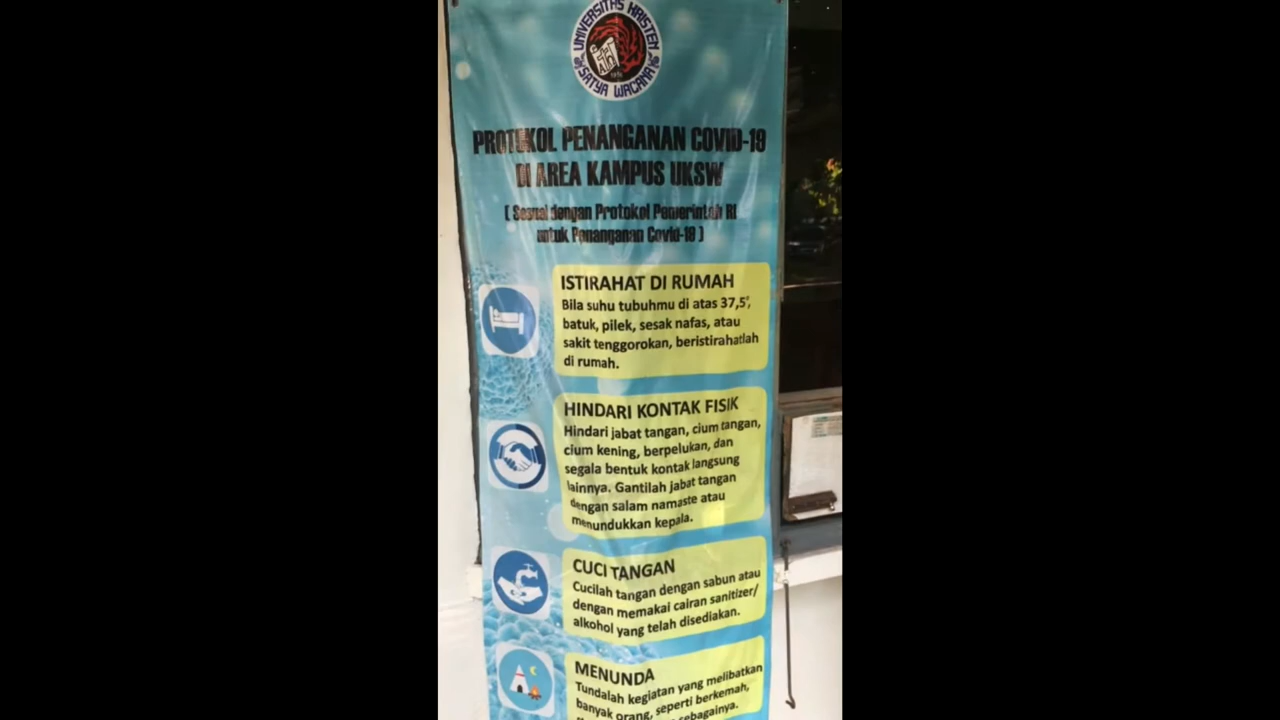 UNIVERSITAS KRISTEN
SATYA WACANA
1956
PROTOKOL PENANGANAN COVID-19
DI AREA KAMPUS UKSW
( Sesuai dengan Protokol Pemerintah RI
untuk Penanganan Covid-19 )
ISTIRAHAT DI RUMAH
Bila suhu tubuhmu di atas 37,5°,
batuk, pilek, sesak nafas, atau
sakit tenggorokan, beristirahatlah
di rumah.
HINDARI KONTAK FISIK
Hindari jabat tangan, cium tangan,
cium kening, berpelukan, dan
segala bentuk kontak langsung
lainnya. Gantilah jabat tangan
dengan salam namaste atau
menundukkan kepala.
CUCI TANGAN
Cucilah tangan dengan sabun atau
dengan memakai cairan sanitizer/
alkohol yang telah disediakan.
MENUNDA
Tundalah kegiatan yang melibatkan
banyak orang, seperti berkemah,
sebagainya.